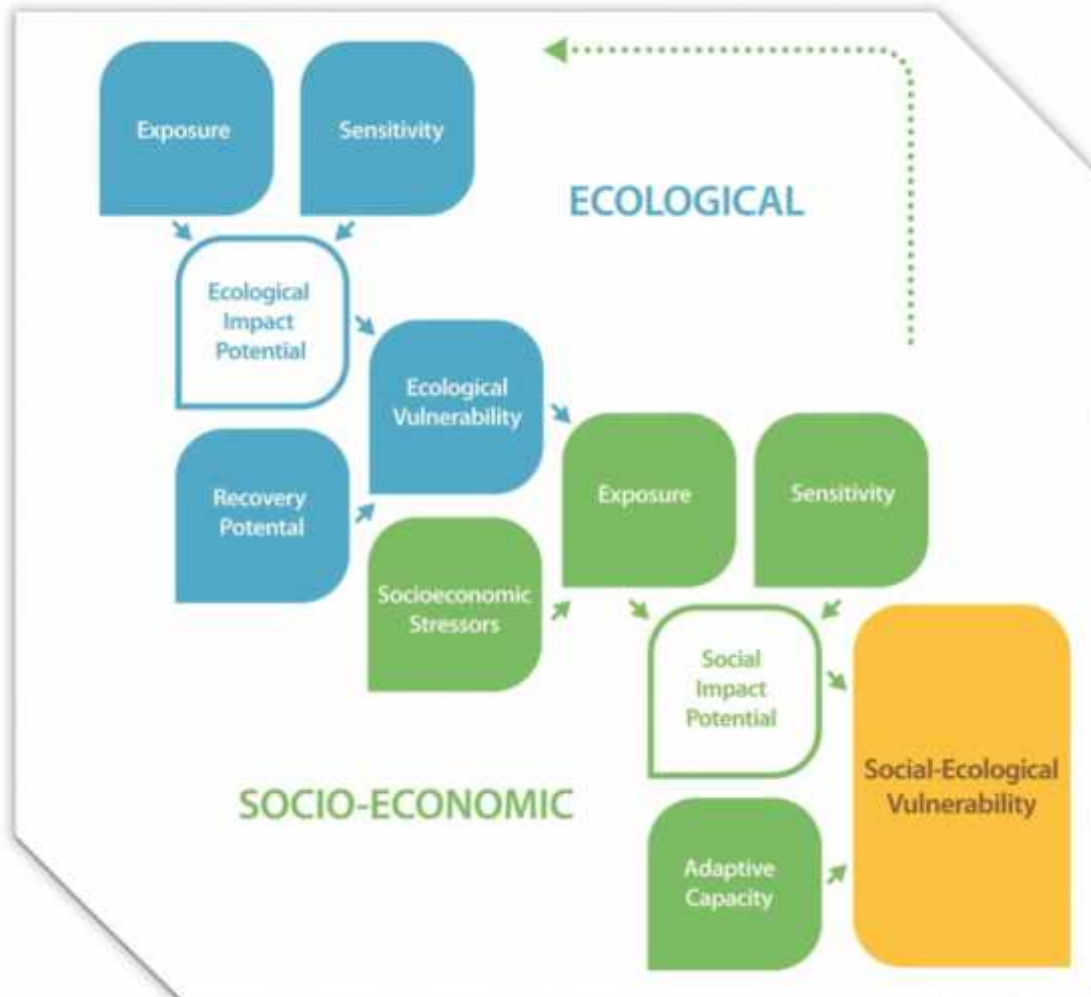 Exposure
Sensitivity
ECOLOGICAL
Ecological
Impact
Potential
Ecological
Vulnerability
Recovery
Potental
Exposure
Sensitivity
Socioeconomic
Stressors
Social
Impact
Potential
Social-Ecological
Vulnerability
SOCIO-ECONOMIC
Adaptive
Capacity